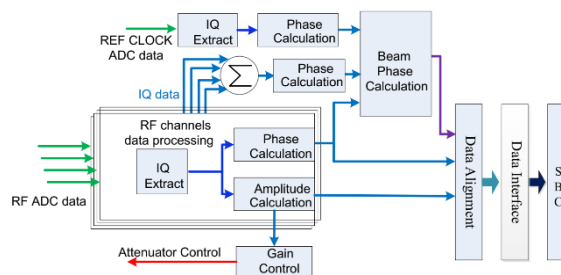 REF CLOCK
ADC data
IQ
Extract
Phase
Calculation
Beam
Phase
Calculation
Σ
Phase
Calculation
IQ data
RF channels
data processing
IQ
Extract
Phase
Calculation
Amplitude
Calculation
RF ADC data
Attenuator Control
Gain
Control
Data Alignment
Data Interface
S
B
C